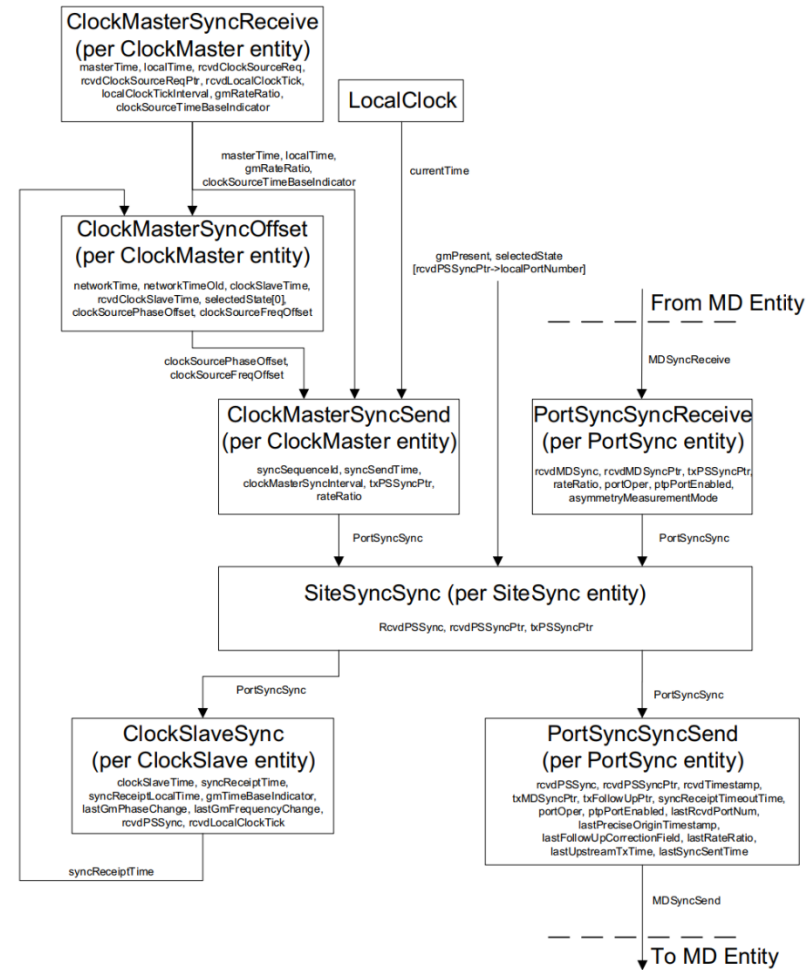 ClockMasterSyncReceive
(per ClockMaster entity)
masterTime, localTime, rcvdClockSourceReq,
rcvdClockSourceReqPtr, rcvdLocalClockTick,
localClockTickInterval, gmRateRatio,
clockSourceTimeBaseIndicator
LocalClock
masterTime, localTime,
gmRateRatio,
clockSourceTimeBaseIndicator
currentTime
ClockMasterSyncOffset
(per ClockMaster entity)
networkTime, networkTimeOld, clockSlaveTime,
rcvdClockSlaveTime, selectedState[0],
clockSourcePhaseOffset, clockSourceFreqOffset
gmPresent, selectedState
[rcvdPSSyncPtr->localPortNumber]
From MD Entity
MDSyncReceive
clockSourcePhaseOffset,
clockSourceFreqOffset
ClockMasterSyncSend
(per ClockMaster entity)
syncSequenceId, syncSendTime,
clockMasterSyncInterval, txPSSyncPtr,
rateRatio
PortSyncSyncReceive
(per PortSync entity)
rcvdMDSync, rcvdMDSyncPtr, txPSSyncPtr,
rateRatio, portOper, ptpPortEnabled,
asymmetryMeasurementMode
PortSyncSync
PortSyncSync
SiteSyncSync (per SiteSync entity)
RcvdPSSync, rcvdPSSyncPtr, txPSSyncPtr
PortSyncSync
PortSyncSync
ClockSlaveSync
(per ClockSlave entity)
clockSlaveTime, syncReceiptTime,
syncReceiptLocalTime, gmTimeBaseIndicator,
lastGmPhaseChange, lastGmFrequencyChange,
rcvdPSSync, rcvdLocalClockTick
PortSyncSyncSend
(per PortSync entity)
rcvdPSSync, rcvdPSSyncPtr, rcvdTimestamp,
txMDSyncPtr, txFollowUpPtr, syncReceiptTimeoutTime,
portOper, ptpPortEnabled, lastRcvdPortNum,
lastPreciseOriginTimestamp,
lastFollowUpCorrectionField, lastRateRatio,
lastUpstreamTxTime, lastSyncSentTime
syncReceiptTime
MDSyncSend
To MD Entity